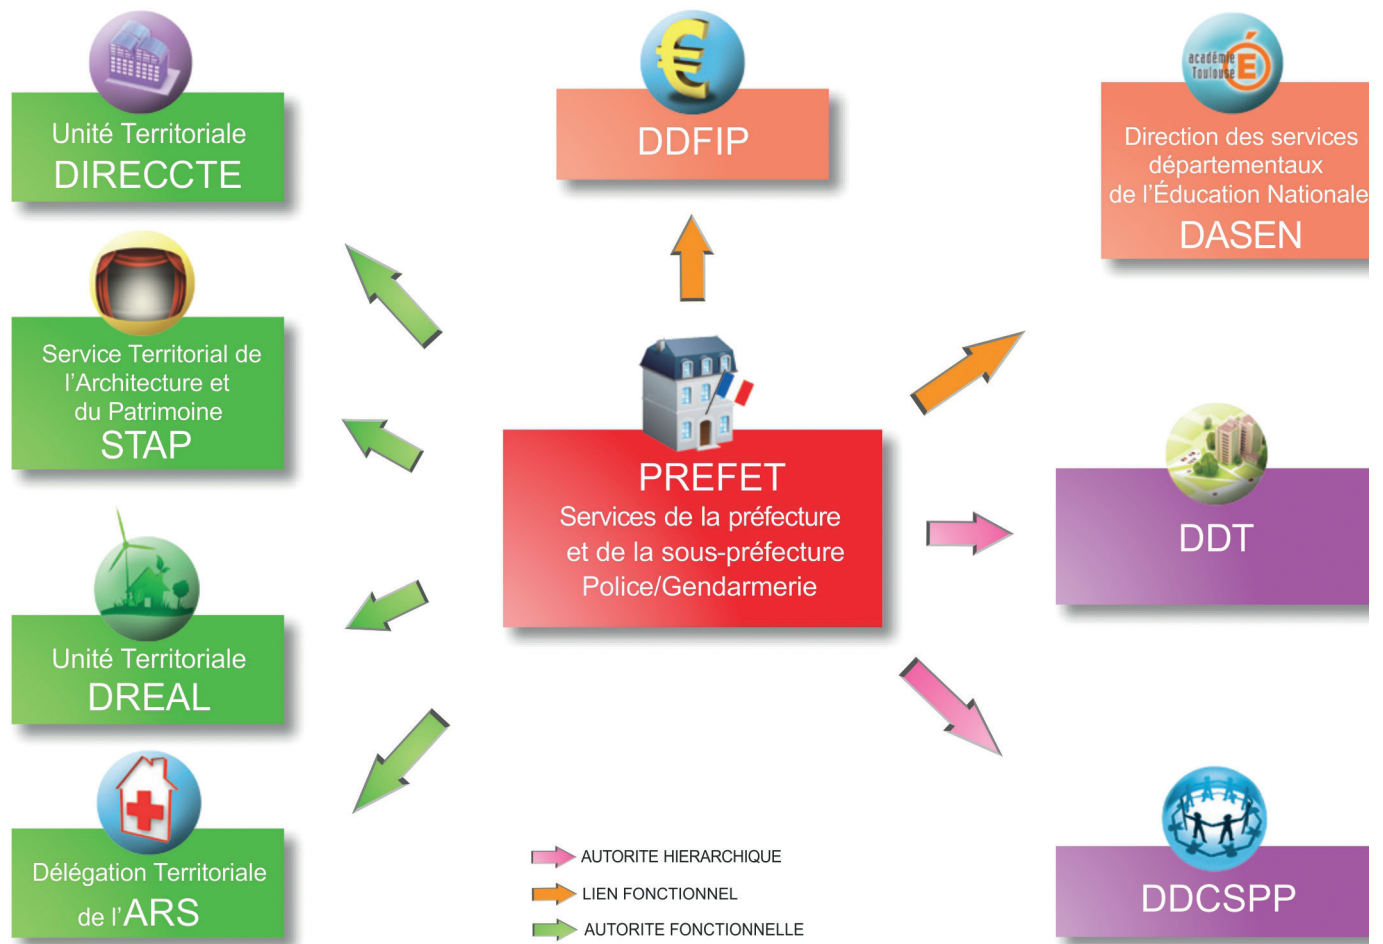 Unité Territoriale
DIRECCTE
DDFIP
académie
Toulouse
É
Direction des services
départementaux
de l'Éducation Nationale
DASEN
Service Territorial de
l'Architecture et
du Patrimoine
STAP
PREFET
Services de la préfecture
et de la sous-préfecture
Police/Gendarmerie
DDT
Unité Territoriale
DREAL
Délégation Territoriale
de l'ARS
DDCSPP
AUTORITE HIERARCHIQUE
LIEN FONCTIONNEL
AUTORITE FONCTIONNELLE